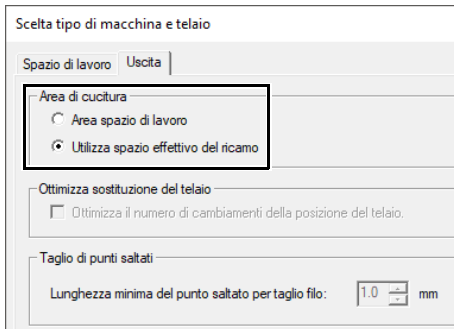 Scelta tipo di macchina e telaio
Spazio di lavoro Uscita
Area di cucitura
Area spazio di lavoro
Utilizza spazio effettivo del ricamo
Ottimizza sostituzione del telaio
Ottimizza il numero di cambiamenti della posizione del telaio.
Taglio di punti saltati
Lunghezza minima del punto saltato per taglio filo: 1.0 mm